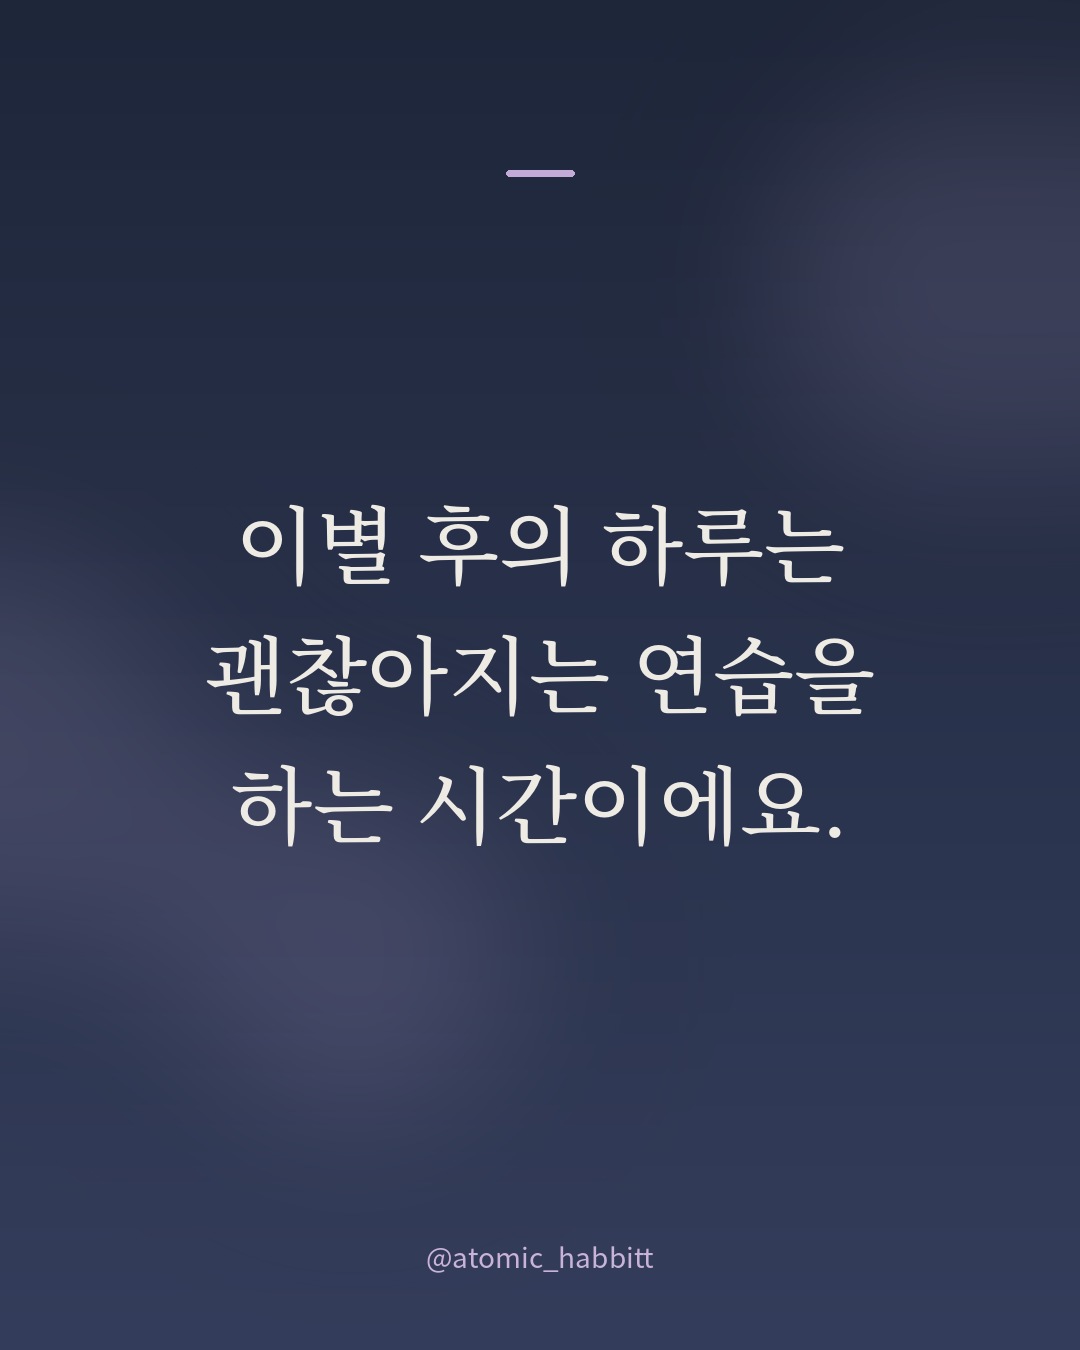 이별 후의 하루는
괜찮아지는 연습을
하는 시간이에요.
@atomic_habbitt